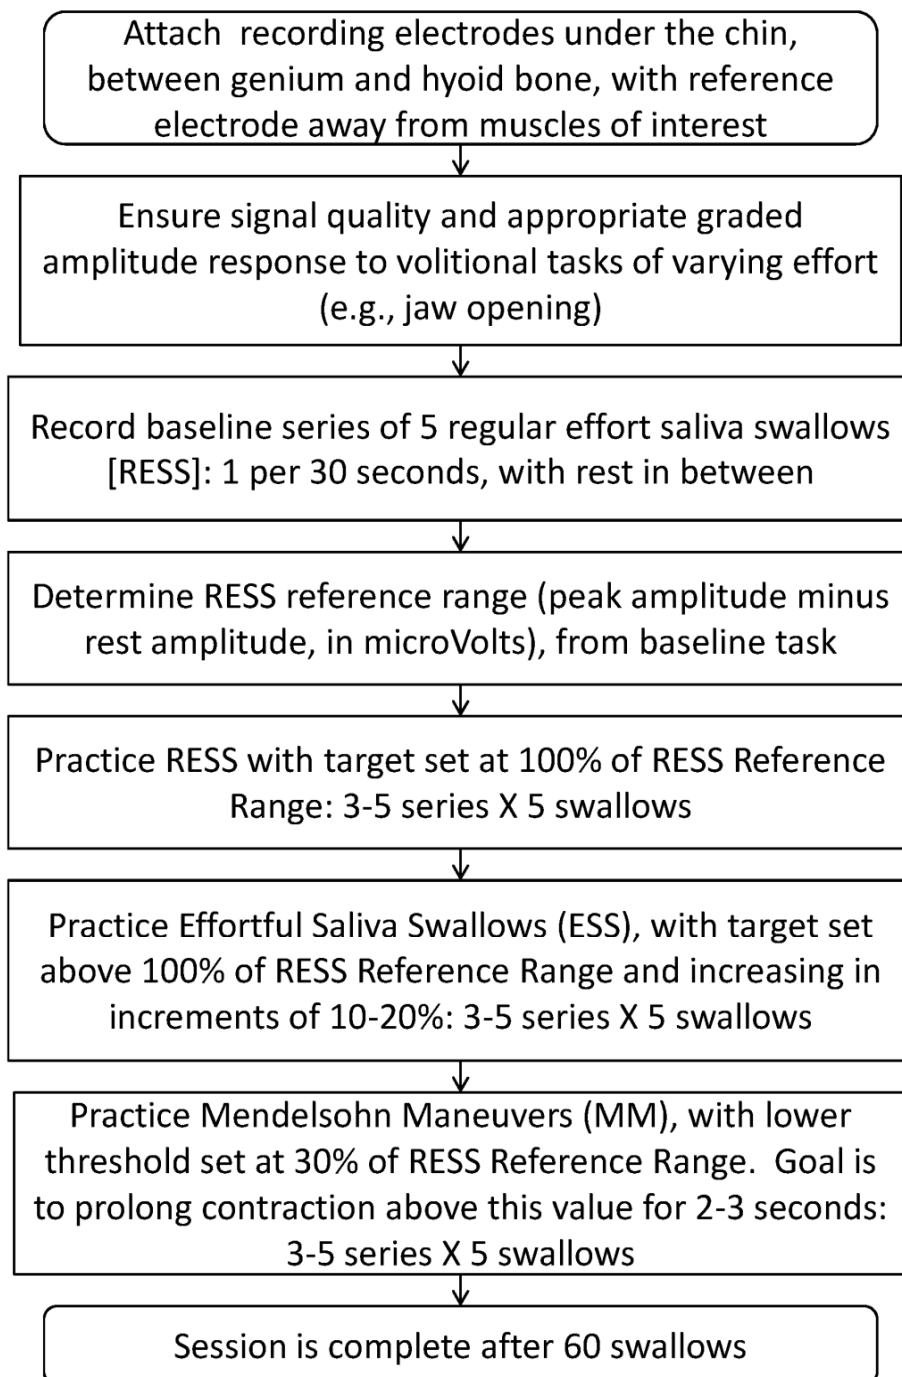 Attach recording electrodes under the chin,
between genium and hyoid bone, with reference
electrode away from muscles of interest
Ensure signal quality and appropriate graded
amplitude response to volitional tasks of varying effort
(e.g., jaw opening)
Record baseline series of 5 regular effort saliva swallows
[RESS]: 1 per 30 seconds, with rest in between
Determine RESS reference range (peak amplitude minus
rest amplitude, in microVolts), from baseline task
Practice RESS with target set at 100% of RESS Reference
Range: 3-5 series X 5 swallows
Practice Effortful Saliva Swallows (ESS), with target set
above 100% of RESS Reference Range and increasing in
increments of 10-20%: 3-5 series X 5 swallows
Practice Mendelsohn Maneuvers (MM), with lower
threshold set at 30% of RESS Reference Range. Goal is
to prolong contraction above this value for 2-3 seconds:
3-5 series X 5 swallows
Session is complete after 60 swallows